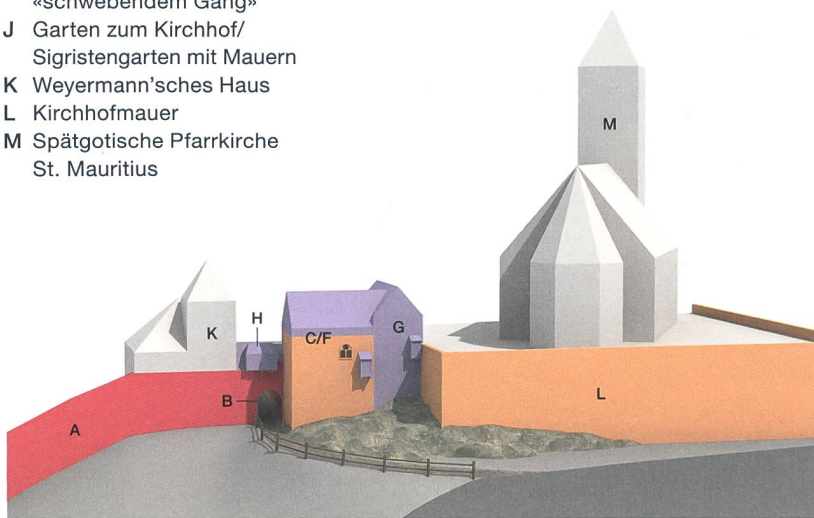 «schwebendem Gang»
J Garten zum Kirchhof/
Sigristengarten mit Mauern
K Weyermann'sches Haus
L Kirchhofmauer
M Spätgotische Pfarrkirche
St. Mauritius
M
H
K
C/F
G
B
L
A